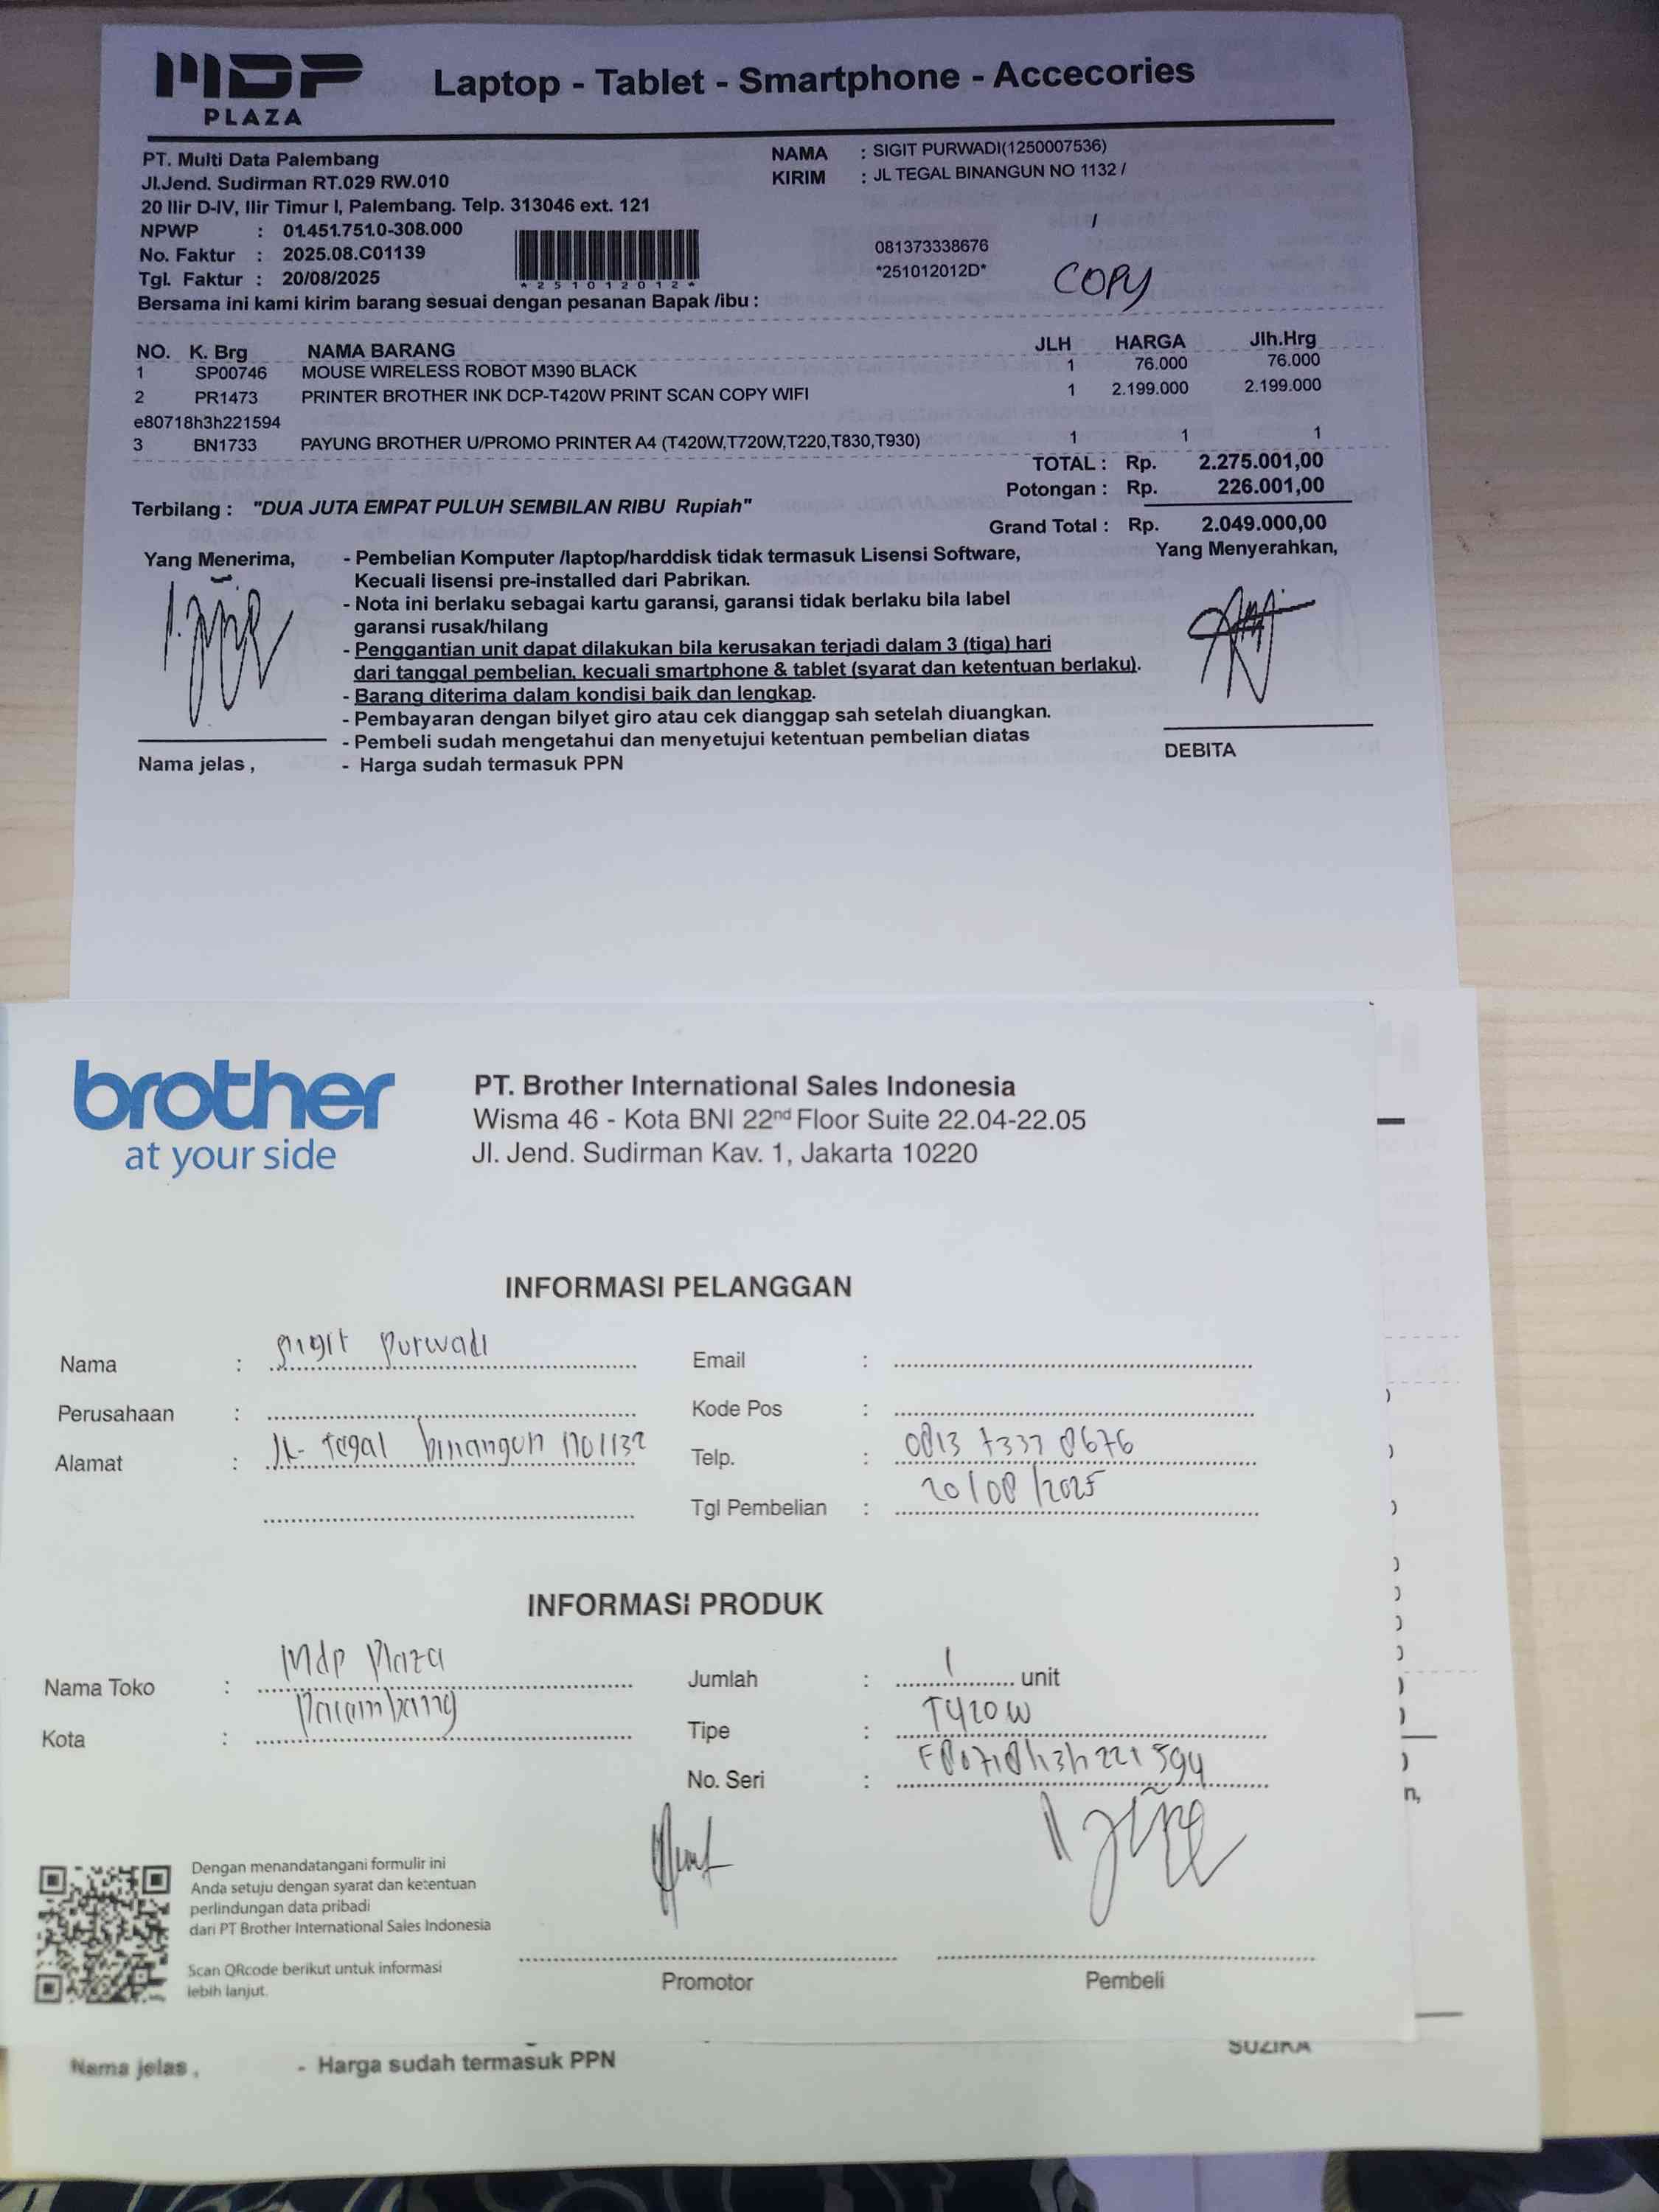 MDP
PLAZA
Laptop - Tablet - Smartphone - Accecories
PT. Multi Data Palembang
Jl.Jend. Sudirman RT.029 RW.010
20 Ilir D-IV, Ilir Timur I, Palembang. Telp. 313046 ext. 121
NPWP : 01.451.751.0-308.000
No. Faktur : 2025.08.C01139
Tgl. Faktur : 20/08/2025
*251012012*
NAMA : SIGIT PURWADI(1250007536)
KIRIM : JL TEGAL BINANGUN NO 1132 /
/
081373338676
*251012012D*
COPY
Bersama ini kami kirim barang sesuai dengan pesanan Bapak /ibu :
NO. K. Brg NAMA BARANG JLH HARGA Jlh.Hrg
1 SP00746 MOUSE WIRELESS ROBOT M390 BLACK 1 76.000 76.000
2 PR1473 PRINTER BROTHER INK DCP-T420W PRINT SCAN COPY WIFI 1 2.199.000 2.199.000
e80718h3h221594
3 BN1733 PAYUNG BROTHER U/PROMO PRINTER A4 (T420W,T720W,T220,T830,T930) 1 1 1
TOTAL : Rp. 2.275.001,00
Potongan : Rp. 226.001,00
Terbilang : "DUA JUTA EMPAT PULUH SEMBILAN RIBU Rupiah"
Grand Total : Rp. 2.049.000,00
Yang Menerima,
- Pembelian Komputer /laptop/harddisk tidak termasuk Lisensi Software,
Kecuali lisensi pre-installed dari Pabrikan.
- Nota ini berlaku sebagai kartu garansi, garansi tidak berlaku bila label
garansi rusak/hilang
- Penggantian unit dapat dilakukan bila kerusakan terjadi dalam 3 (tiga) hari
dari tanggal pembelian, kecuali smartphone & tablet (syarat dan ketentuan berlaku).
- Barang diterima dalam kondisi baik dan lengkap.
- Pembayaran dengan bilyet giro atau cek dianggap sah setelah diuangkan.
- Pembeli sudah mengetahui dan menyetujui ketentuan pembelian diatas
- Harga sudah termasuk PPN
Yang Menyerahkan,
DEBITA
Nama jelas ,
brother
at your side
PT. Brother International Sales Indonesia
Wisma 46 - Kota BNI 22nd Floor Suite 22.04-22.05
Jl. Jend. Sudirman Kav. 1, Jakarta 10220
INFORMASI PELANGGAN
Nama : Sigit Purwadi
Email :
Perusahaan :
Kode Pos :
Alamat : JL- Tegal binangun no 1132
Telp. : 0813 7333 8676
Tgl Pembelian : 20/08/2025
INFORMASI PRODUK
Nama Toko : Mdp Plaza
Jumlah : 1 unit
Kota : Palembang
Tipe : T420W
No. Seri : E80718h3h221594
Dengan menandatangani formulir ini
Anda setuju dengan syarat dan ketentuan
perlindungan data pribadi
dari PT Brother International Sales Indonesia
Scan QRcode berikut untuk informasi
lebih lanjut.
Promotor
Pembeli
n,
SUZIRA
Nama jelas ,
- Harga sudah termasuk PPN